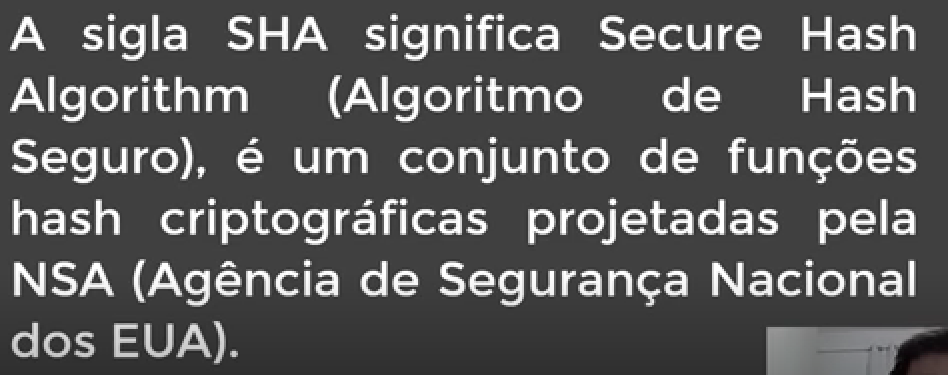 A sigla SHA significa Secure Hash
Algorithm (Algoritmo de Hash
Seguro), é um conjunto de funções
hash criptográficas projetadas pela
NSA (Agência de Segurança Nacional
dos EUA).